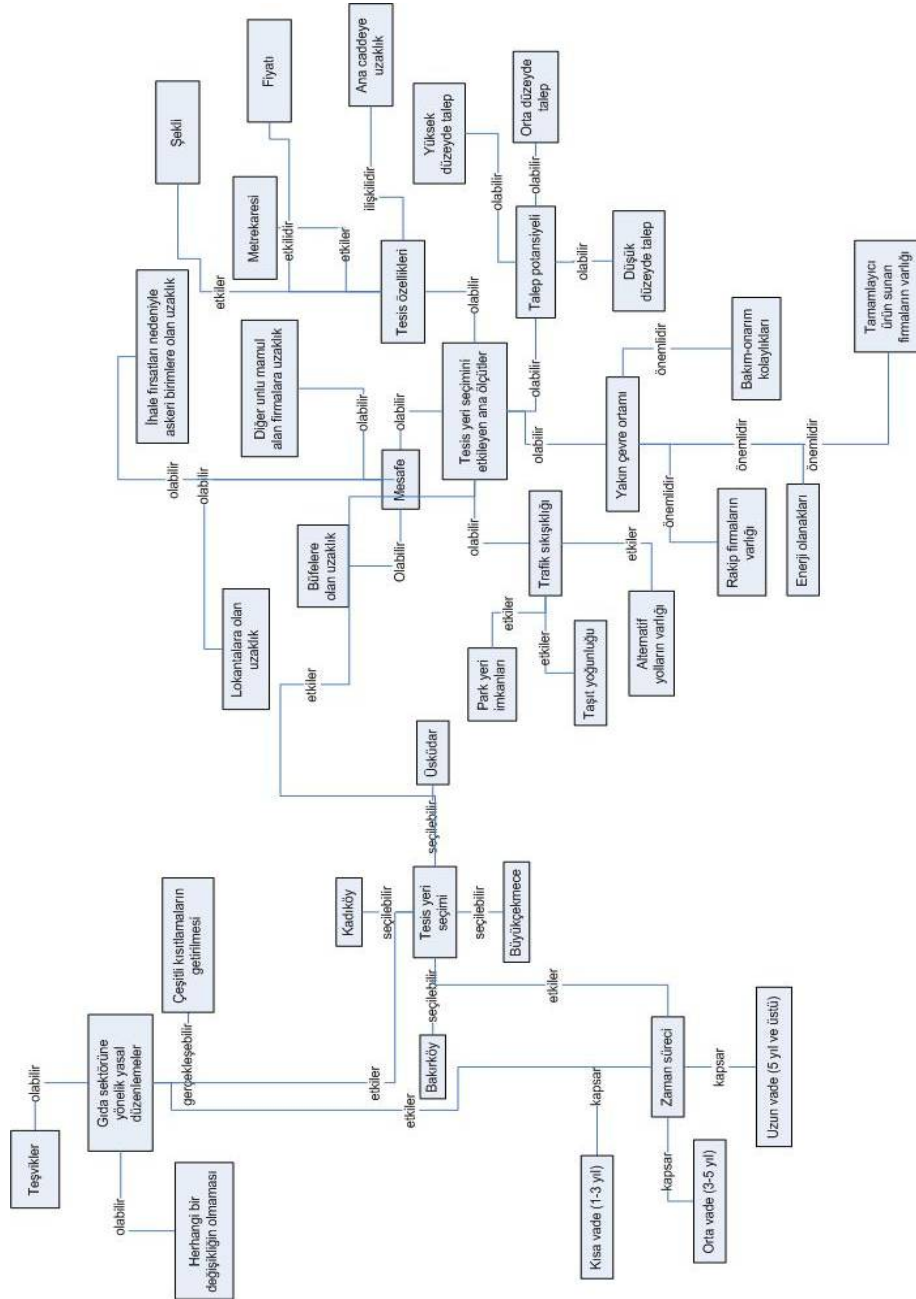 Teşvikler
olabilir
Gıda sektörüne
yönelik yasal
düzenlemeler
olabilir
Herhangi bir
değişikliğin olmaması
gerçekleşebilir
Çeşitli kısıtlamaların
getirilmesi
etkiler
etkiler
Kadıköy
seçilebilir
Bakırköy
seçilebilir
Tesis yeri
seçimi
seçilebilir
Üsküdar
seçilebilir
Büyükçekmece
etkiler
Zaman süreci
kapsar
Kısa vade (1-3 yıl)
kapsar
Orta vade (3-5 yıl)
kapsar
Uzun vade (5 yıl ve üstü)
etkiler
Lokantalara olan
uzaklık
olabilir
İhale fırsatları nedeniyle
askeri birimlere olan uzaklık
olabilir
Diğer unlu mamul
alan firmalara uzaklık
olabilir
Büfelere
olan uzaklık
Olabilir
Mesafe
olabilir
Tesis yeri seçimini
etkileyen ana ölçütler
olabilir
Tesis özellikleri
etkiler
Şekli
etkilidir
Fiyatı
etkiler
Metrekaresi
ilişkilidir
Ana caddeye
uzaklık
olabilir
Talep potansiyeli
olabilir
Yüksek
düzeyde talep
olabilir
Orta düzeyde
talep
olabilir
Düşük
düzeyde talep
olabilir
Trafik sıkışıklığı
etkiler
Park yeri
imkanları
etkiler
Taşıt yoğunluğu
etkiler
Alternatif
yolların varlığı
olabilir
Yakın çevre ortamı
önemlidir
Rakip firmaların
varlığı
önemlidir
Enerji olanakları
önemlidir
Bakım-onarım
kolaylıkları
önemlidir
Tamamlayıcı
ürün sunan
firmaların varlığı